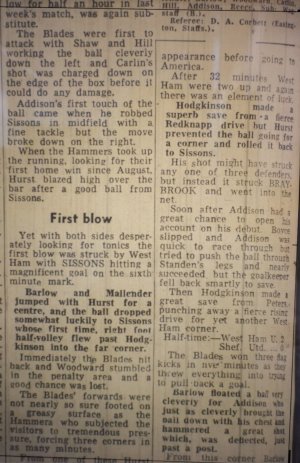 now for half an hour in last
week's match, was again sub-
stitute.
The Blades were first to
attack with Shaw and Hill
working the ball cleverly
down the left and Carlin's
shot was charged down on
the edge of the box before it
could do any damage.
Addison's first touch of the
ball came when he robbed
Sissons in midfield with a
fine tackle but the move
broke down on the right.
When the Hammers took up
the running, looking for their
first home win since August,
Hurst blazed high over the
bar after a good ball from
Sissons.
First blow
Yet with both sides desper-
ately looking for tonics the
first blow was struck by West
Ham with SISSONS hitting a
magnificent goal on the sixth
minute mark.
Barlow and Mallender
jumped with Hurst for a
centre, and the ball dropped
somewhat luckily to Sissons
whose first time, right foot
half-volley flew past Hodg-
kinson into the far corner.
Immediately the Blades hit
back and Woodward stumbled
in the penalty area and a
good chance was lost.
The Blades' forwards were
not nearly so sure footed on
a greasy surface as the
Hammers who subjected the
visitors to tremendous pres-
sure, forcing three corners in
as many minutes.
Hill, Addison, Reece. Sub
staff (B.).
Referee: D. A. Corbett (
ton, Staffs.).
appearance before going to
America.
After 32 minutes West
Ham were two up and again
there was an element of luck.
Hodgkinson made a
superb save from a fierce
Redknapp drive but Hurst
prevented the ball going for
a corner and rolled it back
to Sissons.
His shot might have struck
any one of three defenders
but instead it struck BRAY-
BROOK and went into the
net.
Soon after Addison had a
great chance to open his
account on his début. Boyce
slipped and Addison was
quick to race through but
tried to push the ball through
Standen's legs and nearly
succeeded but the goalkeeper
fell back smartly to save.
Then Hodgkinson made a
great save from Peters,
punching away a fierce rising
drive for yet another West
Ham corner.
Half-time:—West Ham U. 2
Shef. Utd. 0
The Blades won three flag
kicks in five minutes as they
threw everything into trying
to pull back a goal.
Barlow floated a ball very
cleverly for Addison who
just as cleverly brought the
ball down with his chest and
hammered a great shot
which was deflected, just
past a post.
From this corner Barlow